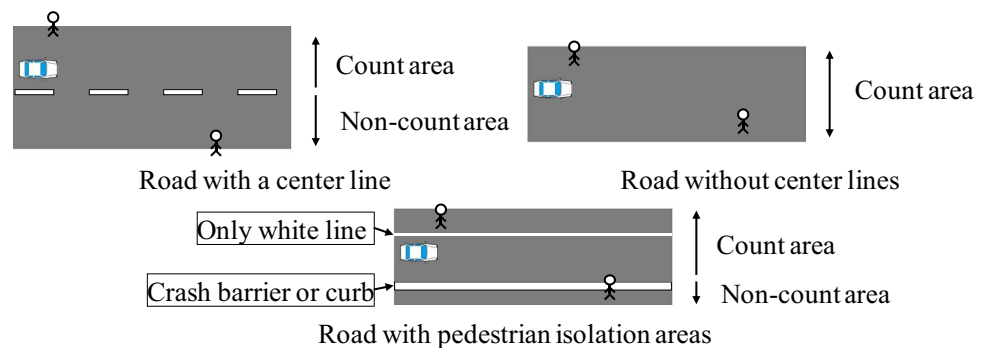 Count area
Non-count area
Road with a center line
Count area
Road without center lines
Only white line
Crash barrier or curb
Count area
Non-count area
Road with pedestrian isolation areas